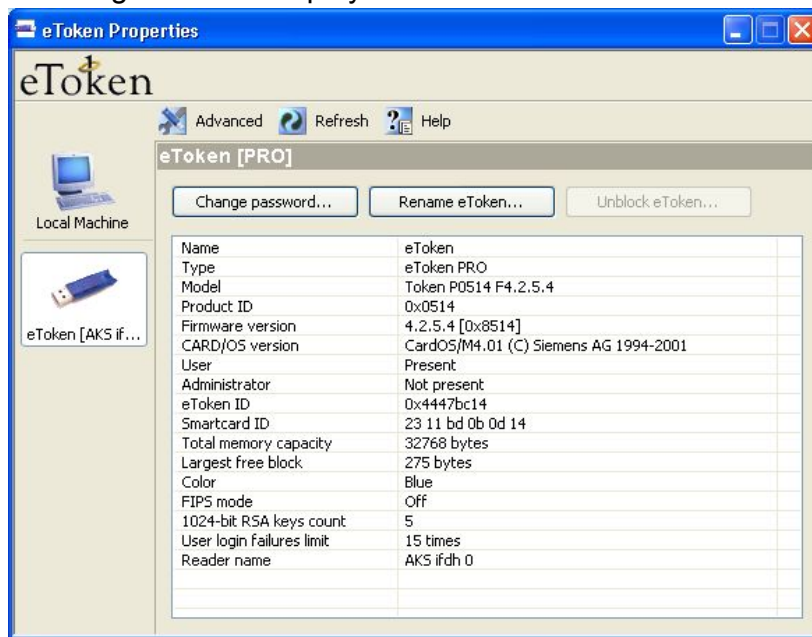 eToken Properties
eToken
Advanced Refresh Help
eToken [PRO]
Change password... Rename eToken... Unblock eToken...
Local Machine
eToken [AKS if...
Name eToken
Type eToken PRO
Model Token P0514 F4.2.5.4
Product ID 0x0514
Firmware version 4.2.5.4 [0x8514]
CARD/OS version CardOS/M4.01 (C) Siemens AG 1994-2001
User Present
Administrator Not present
eToken ID 0x4447bc14
Smartcard ID 23 11 bd 0b 0d 14
Total memory capacity 32768 bytes
Largest free block 275 bytes
Color Blue
FIPS mode Off
1024-bit RSA keys count 5
User login failures limit 15 times
Reader name AKS ifdh 0